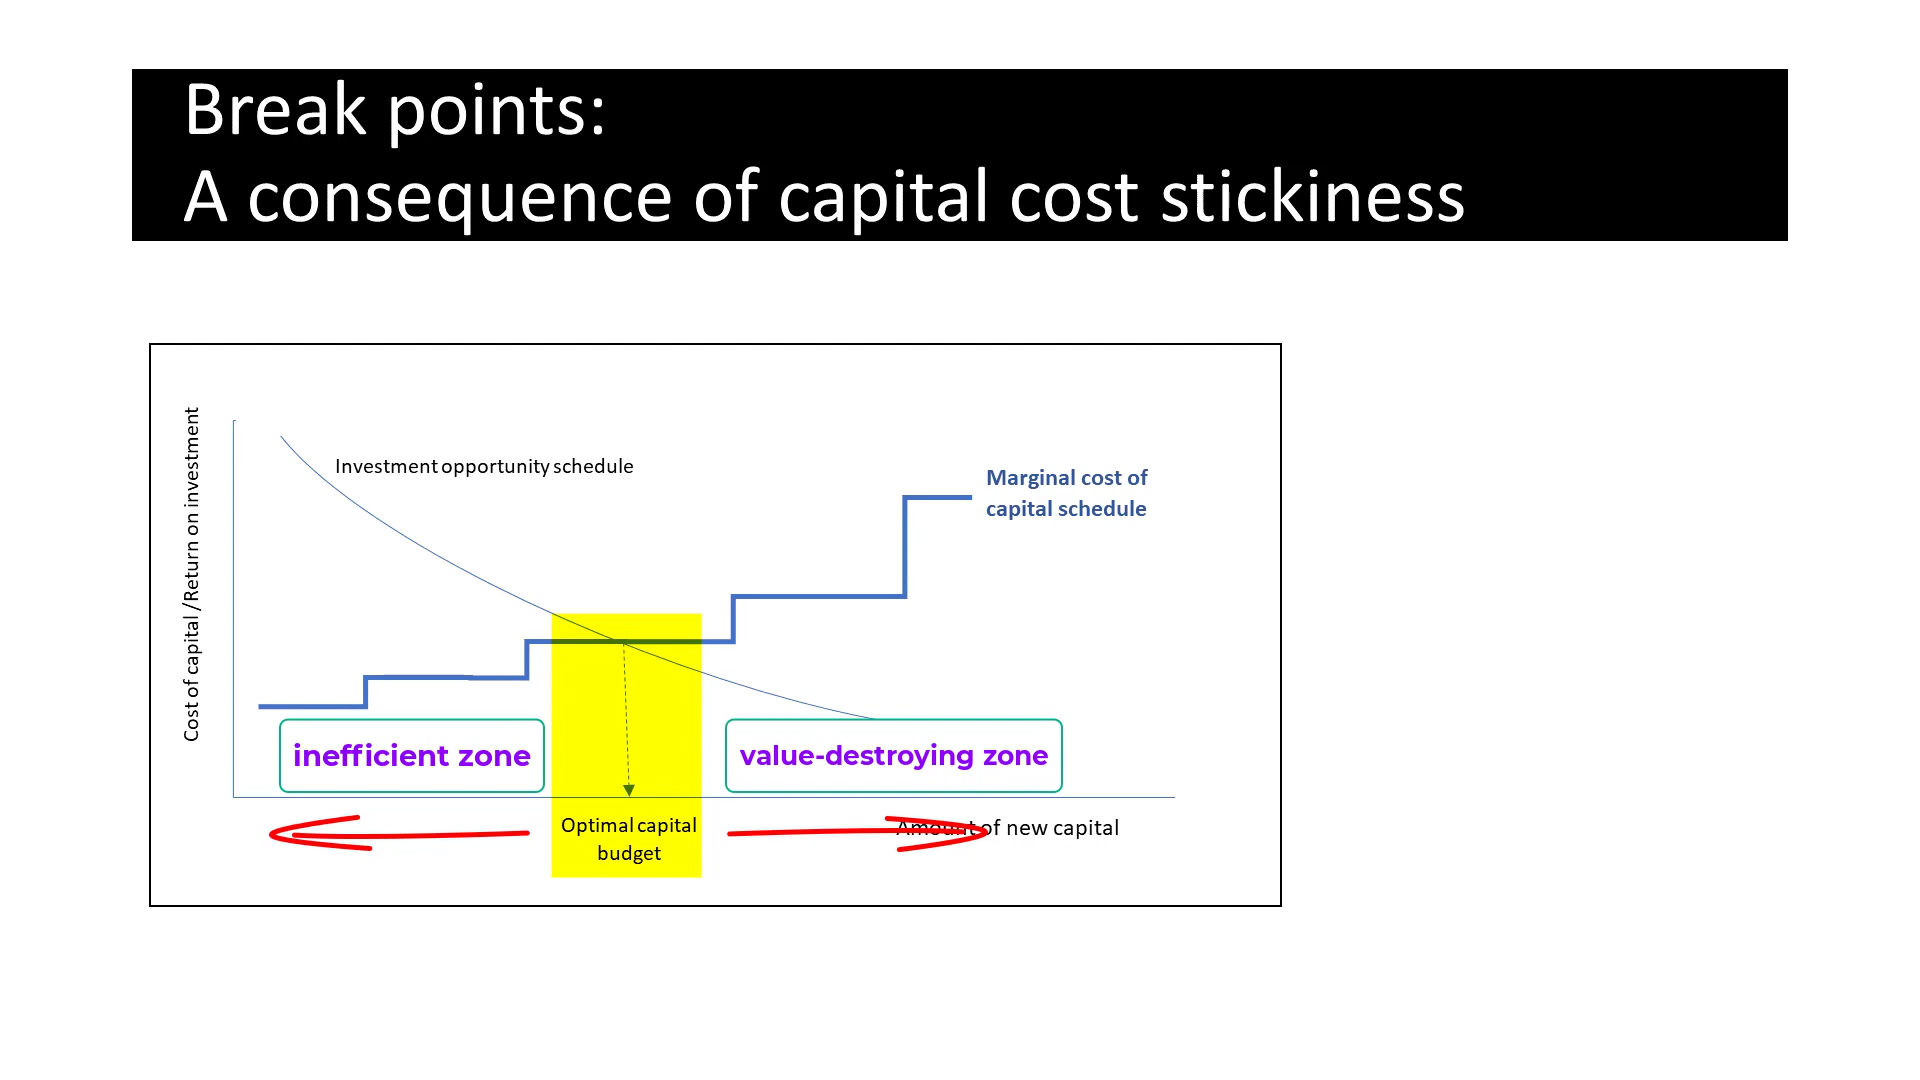 Break points:
A consequence of capital cost stickiness
Cost of capital /Return on investment
Investment opportunity schedule
Marginal cost of
capital schedule
inefficient zone
value-destroying zone
Optimal capital
budget
Amount of new capital